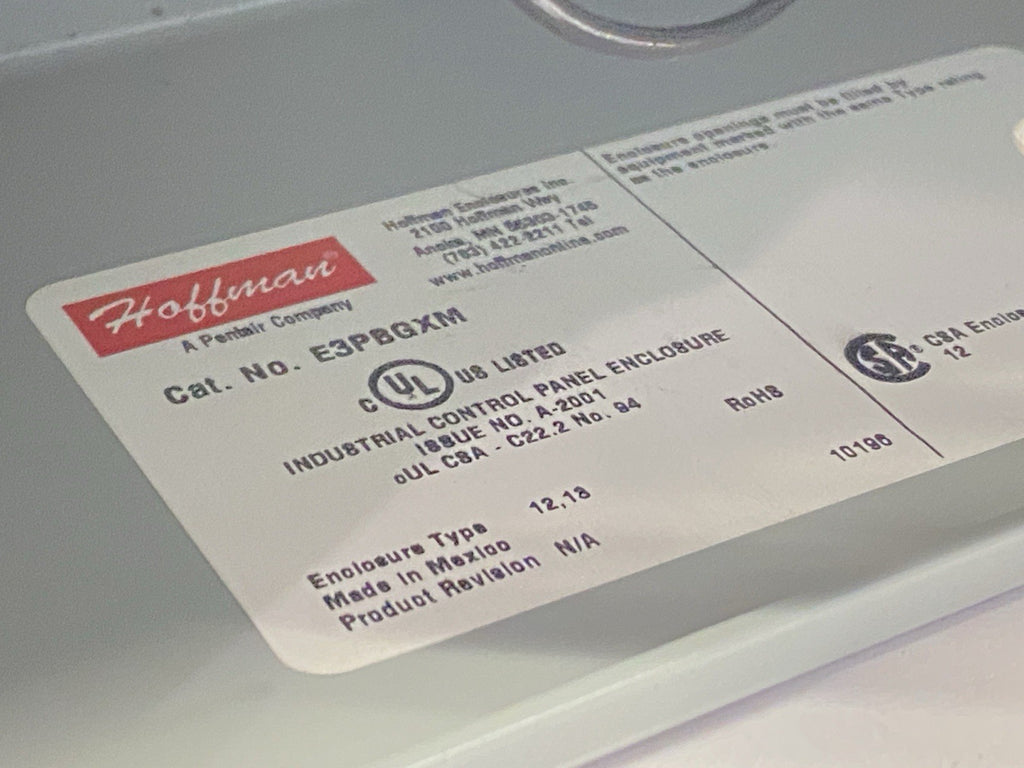 Hoffman®
A Pentair Company
Hoffman Enclosures Inc.
2100 Hoffman Way
Anoka, MN 55303-1745
(763) 422-2211 Tel
www.hoffmanonline.com
Cat. No. E3PBGXM
C UL US LISTED
INDUSTRIAL CONTROL PANEL ENCLOSURE
ISSUE NO. A-2001
cUL CSA - C22.2 No. 94
RoHS
Enclosure Type 12,13
Made in Mexico
Product Revision N/A
10196
Enclosure openings must be filled by
equipment marked with the same Type rating
as the enclosure.
SA® CSA Enclo
12